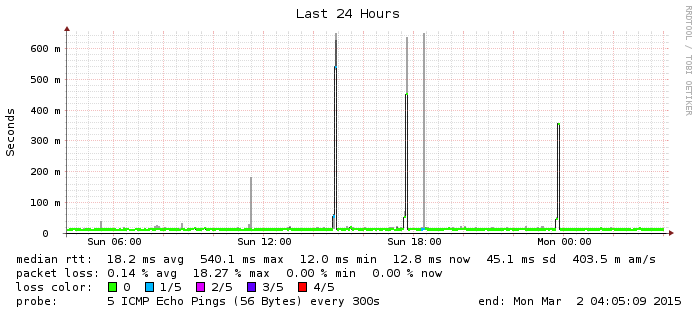 Last 24 Hours
RRDTOOL / TOBI OETIKER
Seconds
600 m
500 m
400 m
300 m
200 m
100 m
0
Sun 06:00 Sun 12:00 Sun 18:00 Mon 00:00
median rtt: 18.2 ms avg 540.1 ms max 12.0 ms min 12.8 ms now 45.1 ms sd 403.5 m am/s
packet loss: 0.14 % avg 18.27 % max 0.00 % min 0.00 % now
loss color: 0 1/5 2/5 3/5 4/5
probe: 5 ICMP Echo Pings (56 Bytes) every 300s end: Mon Mar 2 04:05:09 2015